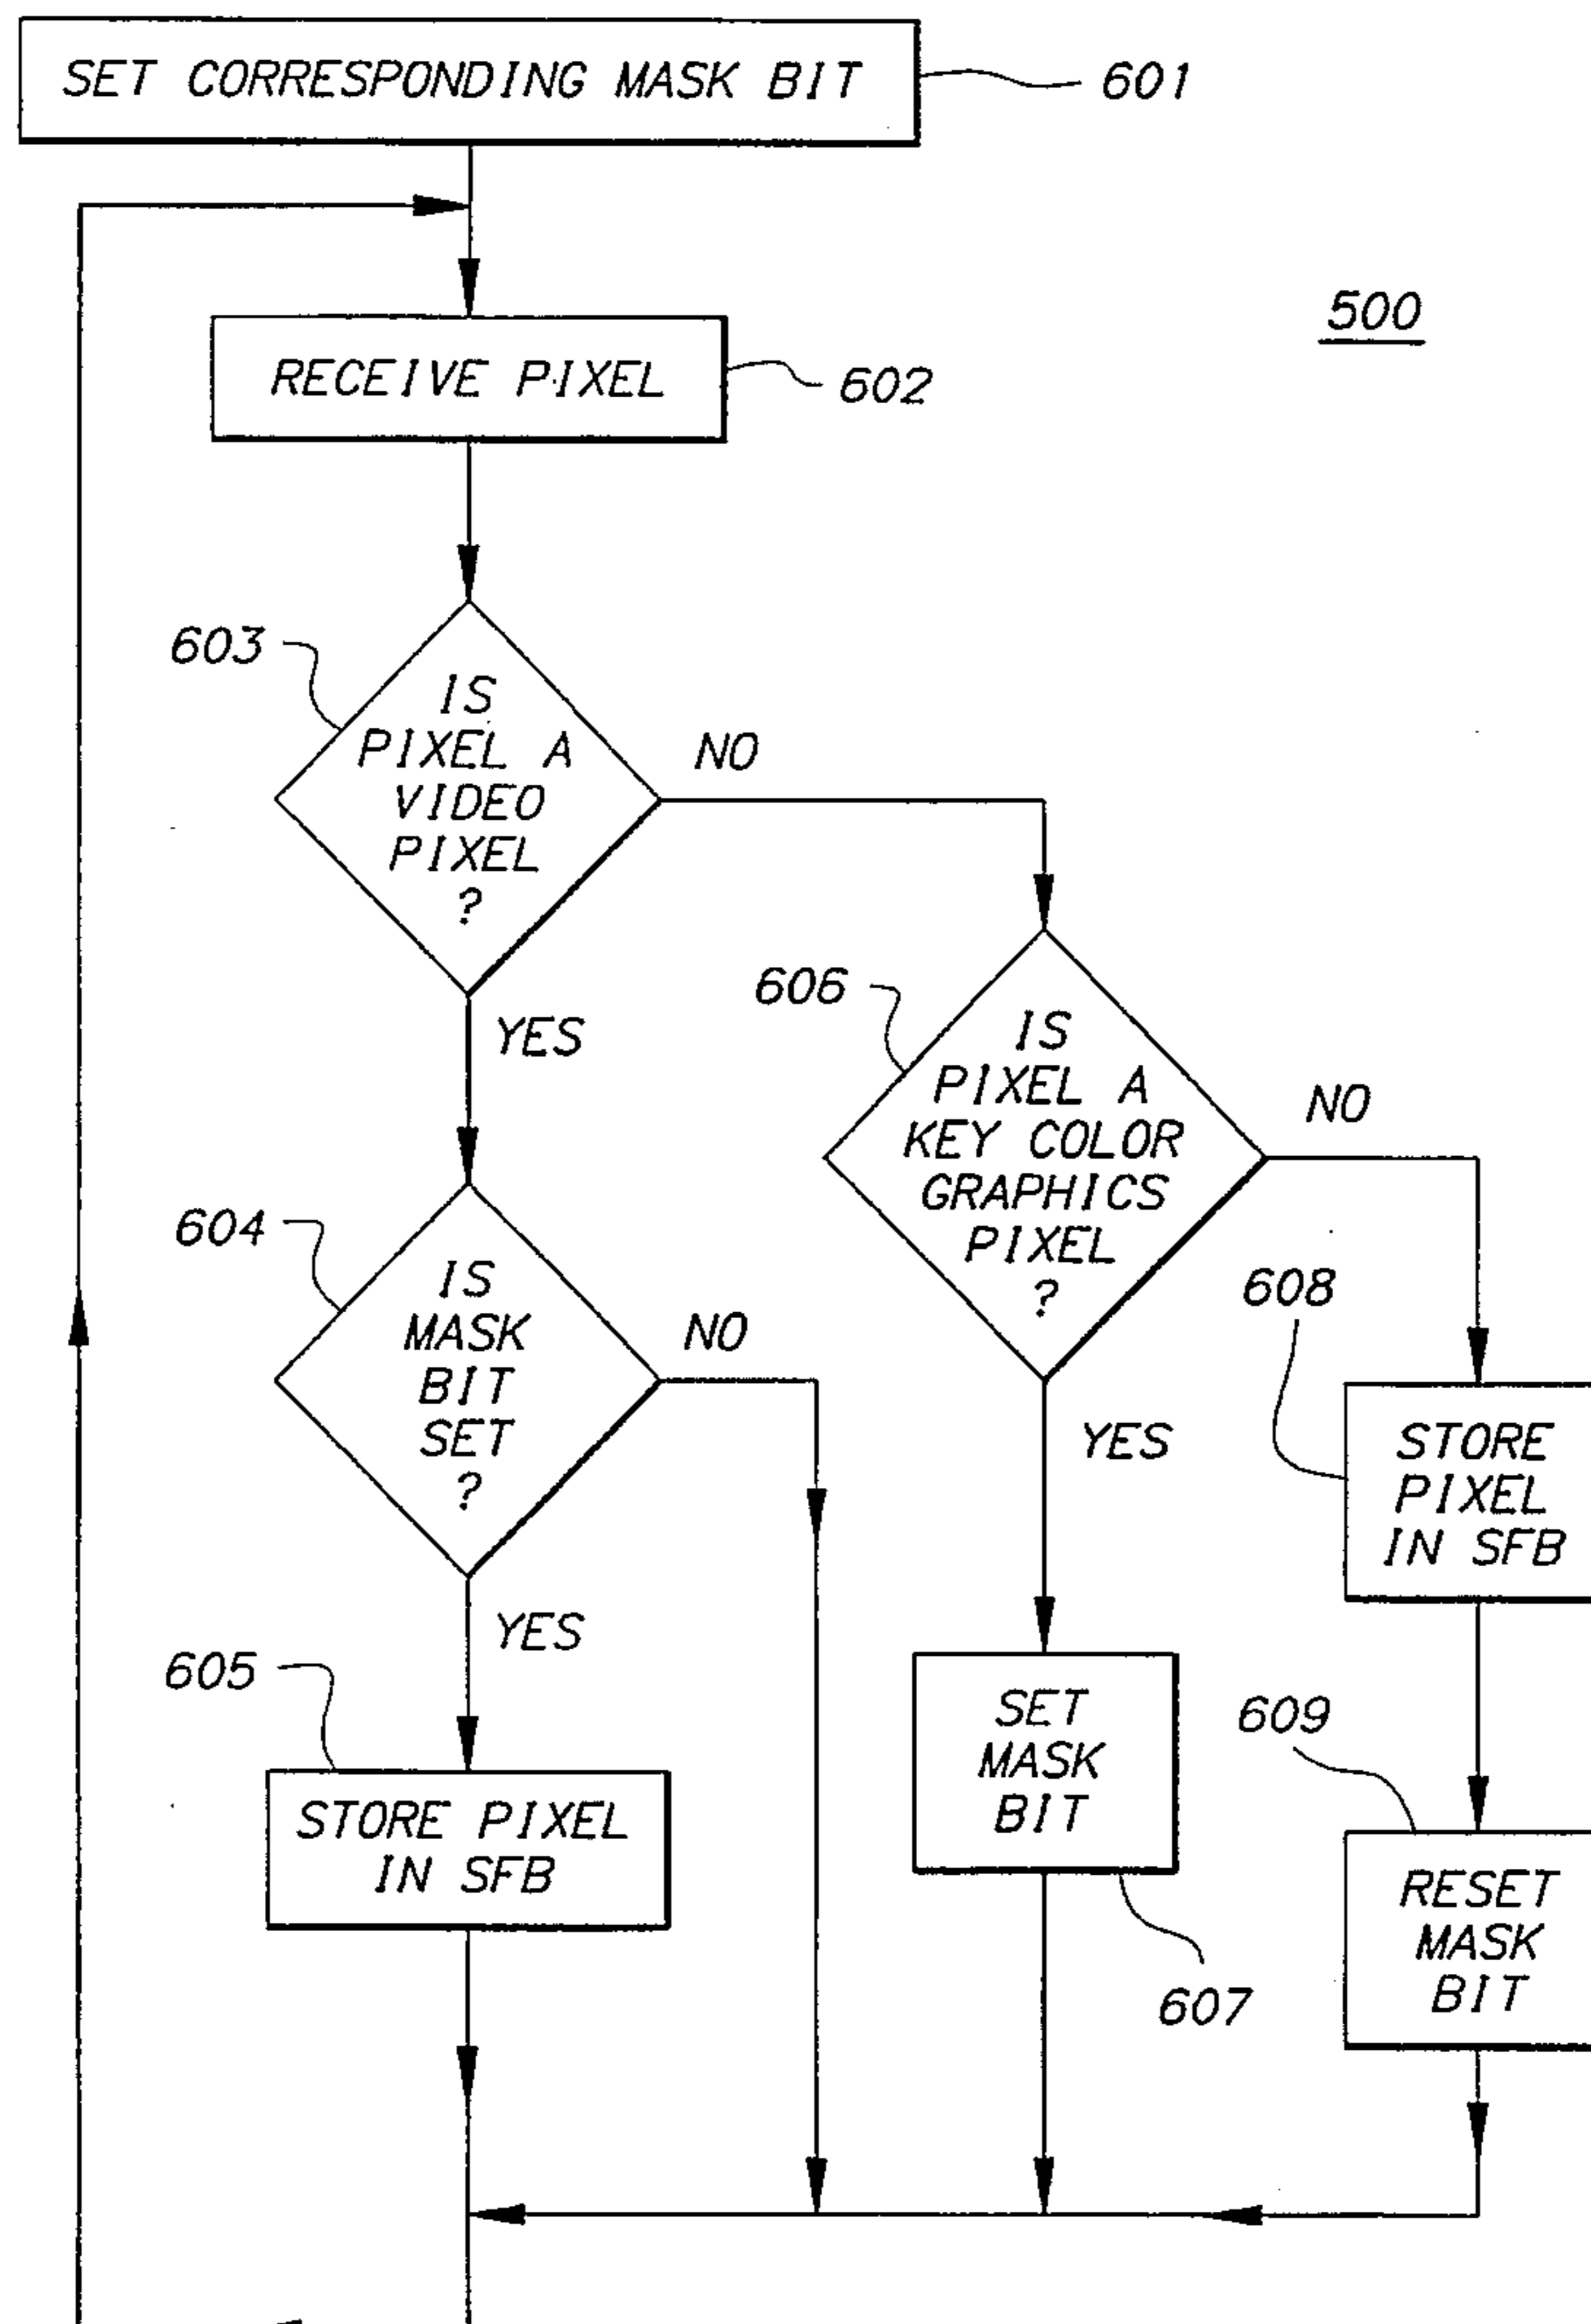 SET CORRESPONDING MASK BIT
601
500
RECEIVE PIXEL
602
603
IS
PIXEL A
VIDEO
PIXEL
?
NO
YES
606
IS
PIXEL A
KEY COLOR
GRAPHICS
PIXEL
?
NO
YES
604
IS
MASK
BIT
SET
?
NO
YES
608
STORE
PIXEL
IN SFB
605
STORE PIXEL
IN SFB
SET
MASK
BIT
607
609
RESET
MASK
BIT